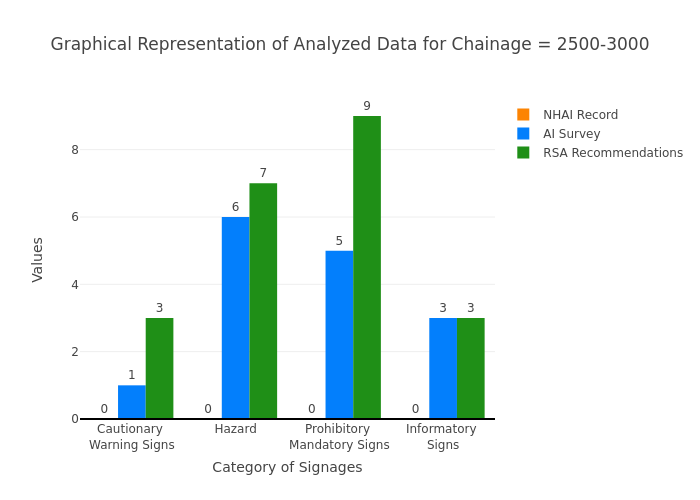 Graphical Representation of Analyzed Data for Chainage = 2500-3000
NHAI Record
AI Survey
RSA Recommendations
Values
8
6
4
2
0
0
1
3
0
6
7
0
5
9
0
3
3
Cautionary
Warning Signs
Hazard
Prohibitory
Mandatory Signs
Informatory
Signs
Category of Signages